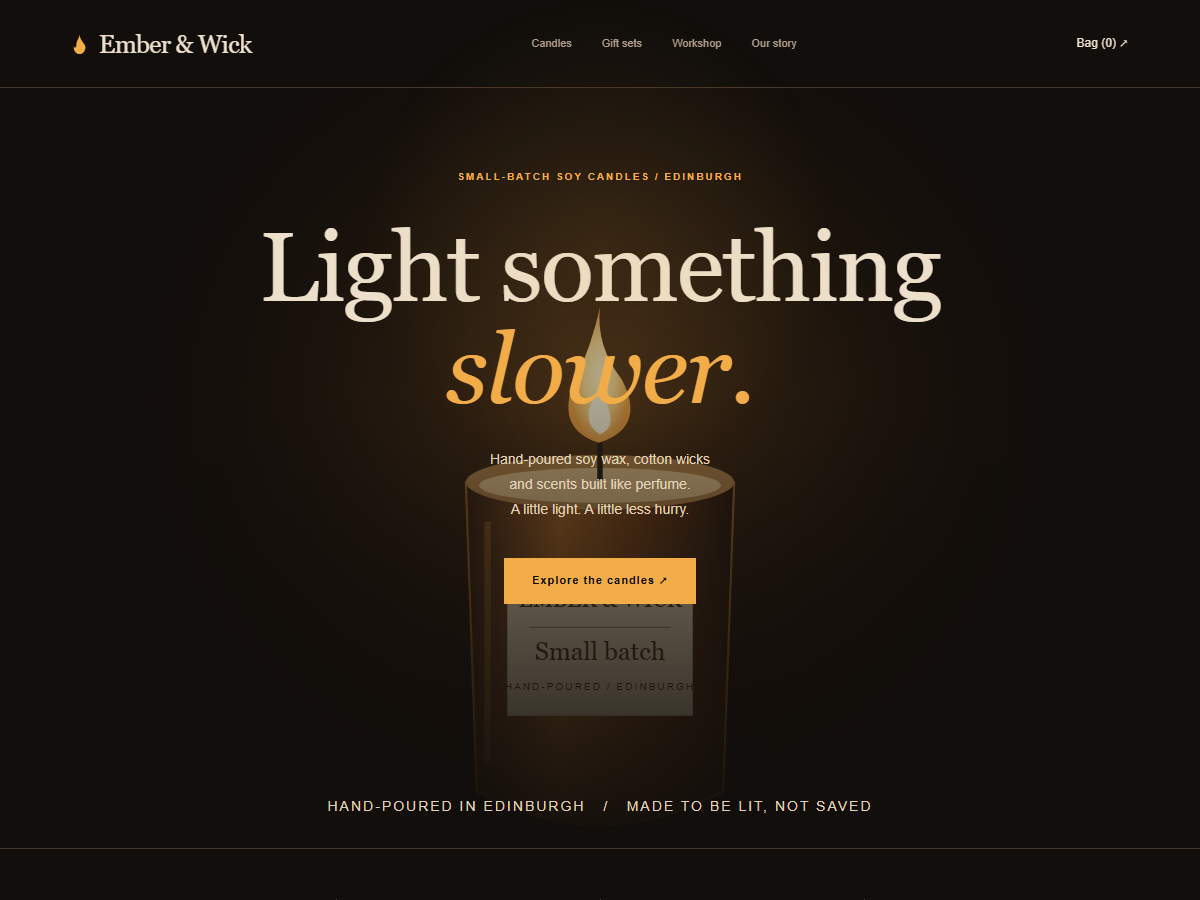 Ember & Wick
Candles
Gift sets
Workshop
Our story
Bag (0) ↗
SMALL-BATCH SOY CANDLES / EDINBURGH
Light something
slower.
Hand-poured soy wax, cotton wicks
and scents built like perfume.
A little light. A little less hurry.
Explore the candles ↗
EMBER & WICK
Small batch
HAND-POURED / EDINBURGH
HAND-POURED IN EDINBURGH / MADE TO BE LIT, NOT SAVED